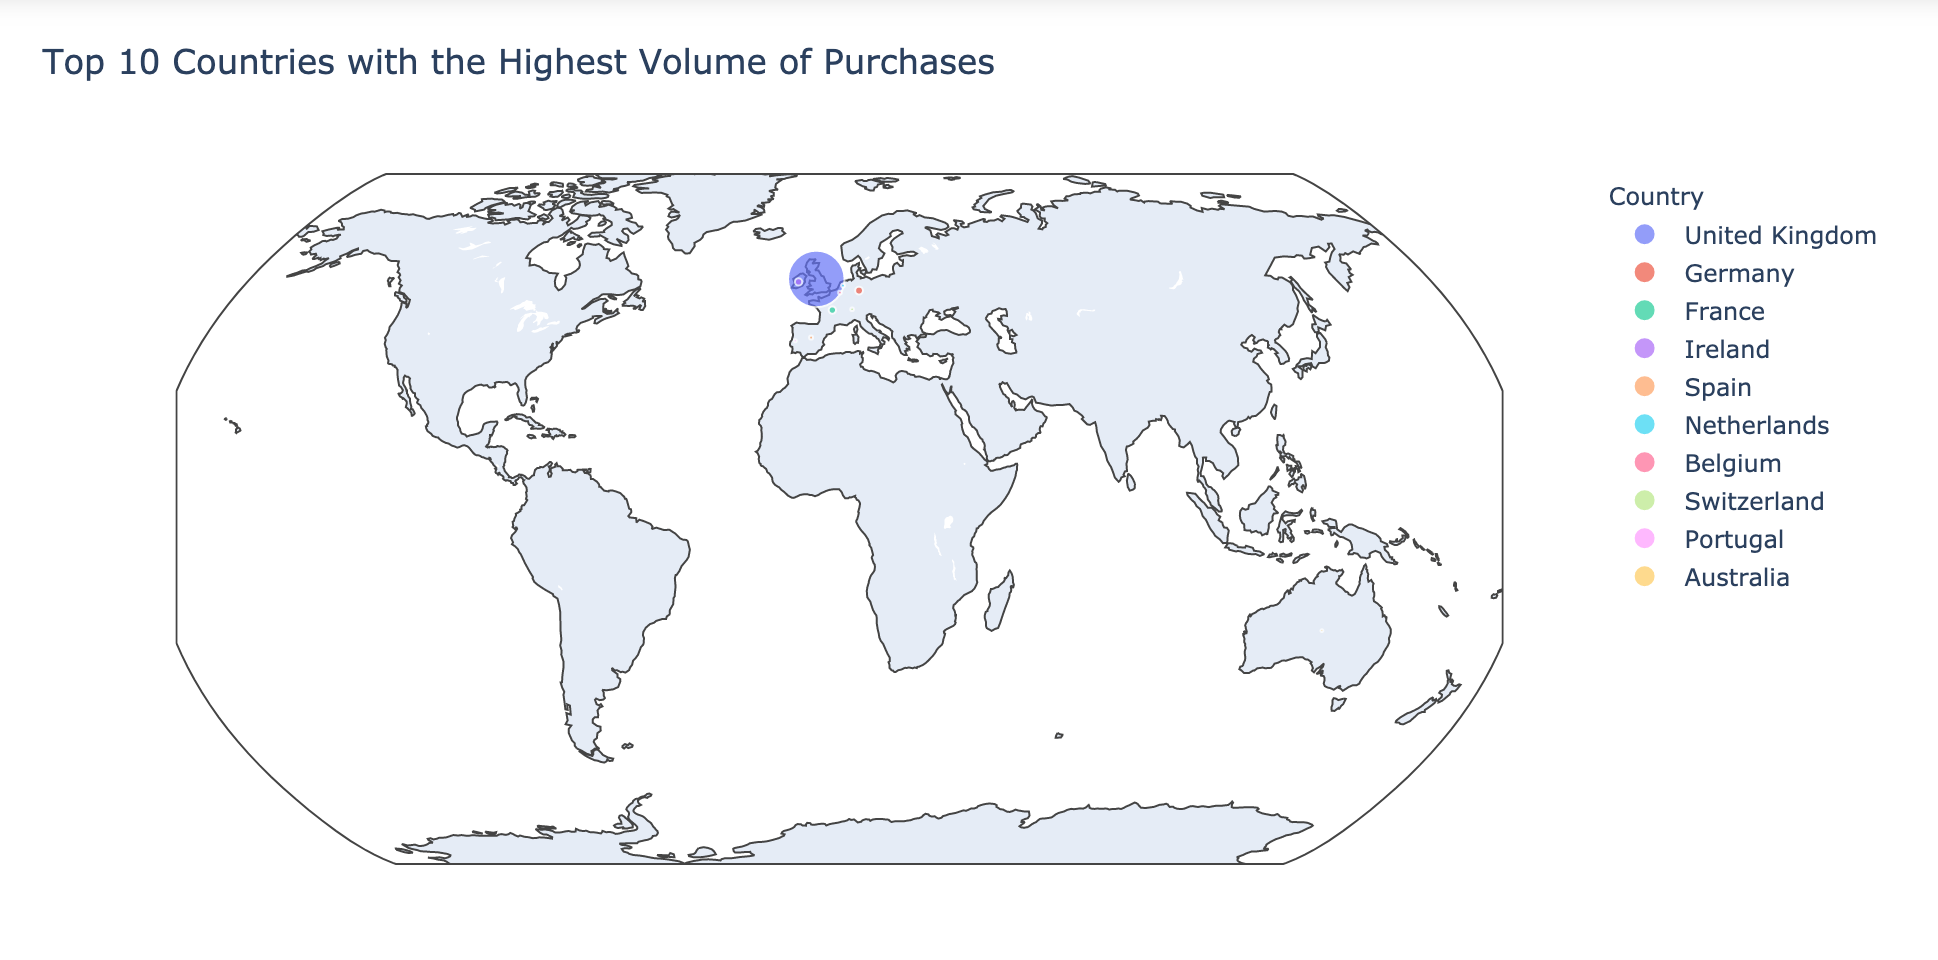 Top 10 Countries with the Highest Volume of Purchases
Country
United Kingdom
Germany
France
Ireland
Spain
Netherlands
Belgium
Switzerland
Portugal
Australia